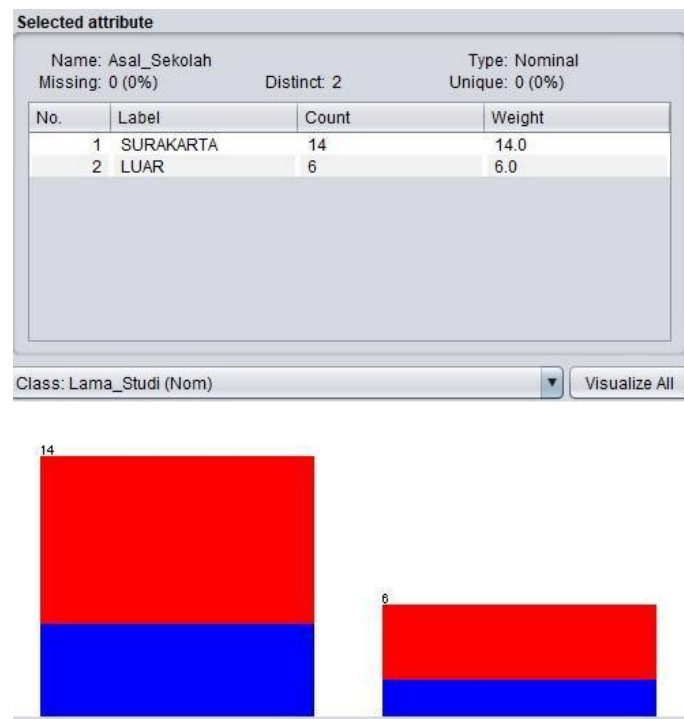 Selected attribute
Name: Asal_Sekolah Type: Nominal
Missing: 0 (0%) Distinct: 2 Unique: 0 (0%)
No. Label Count Weight
1 SURAKARTA 14 14.0
2 LUAR 6 6.0
Class: Lama_Studi (Nom) Visualize All
14
6